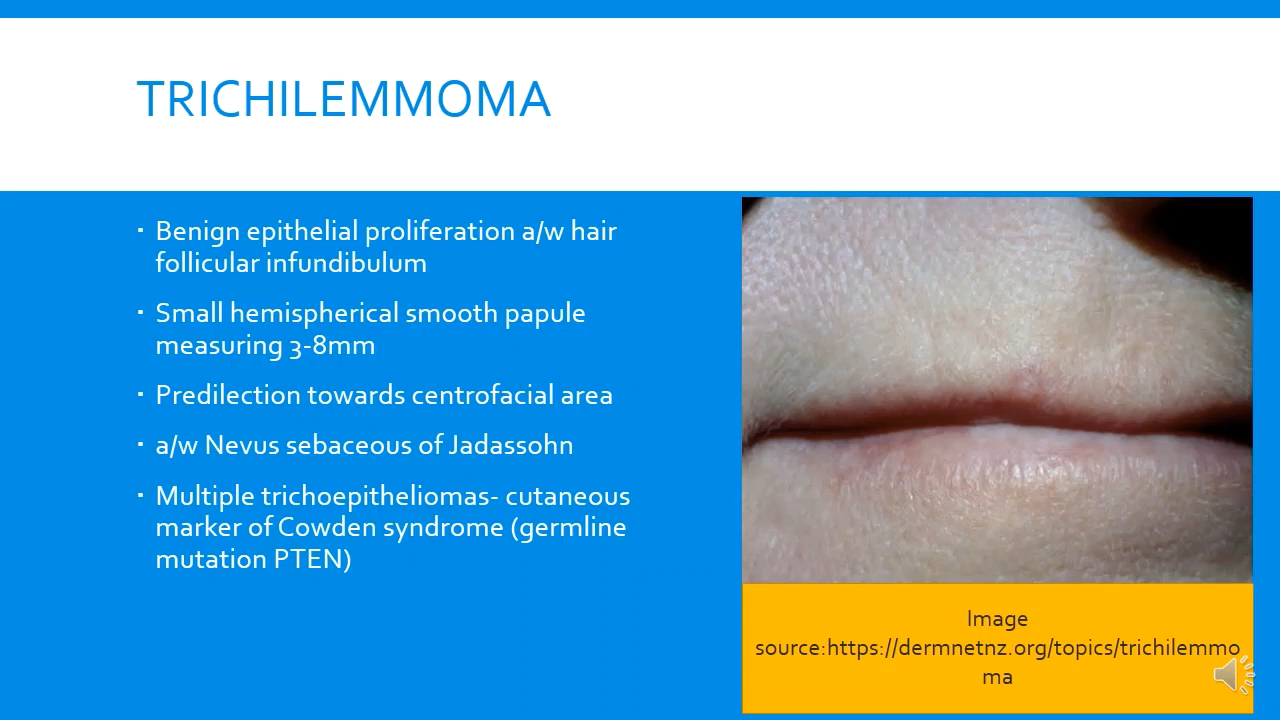 TRICHILEMMOMA
▪ Benign epithelial proliferation a/w hair
follicular infundibulum
▪ Small hemispherical smooth papule
measuring 3-8mm
▪ Predilection towards centrofacial area
▪ a/w Nevus sebaceous of Jadassohn
▪ Multiple trichoepitheliomas- cutaneous
marker of Cowden syndrome (germline
mutation PTEN)
Image
source:https://dermnetnz.org/topics/trichilemmo
ma